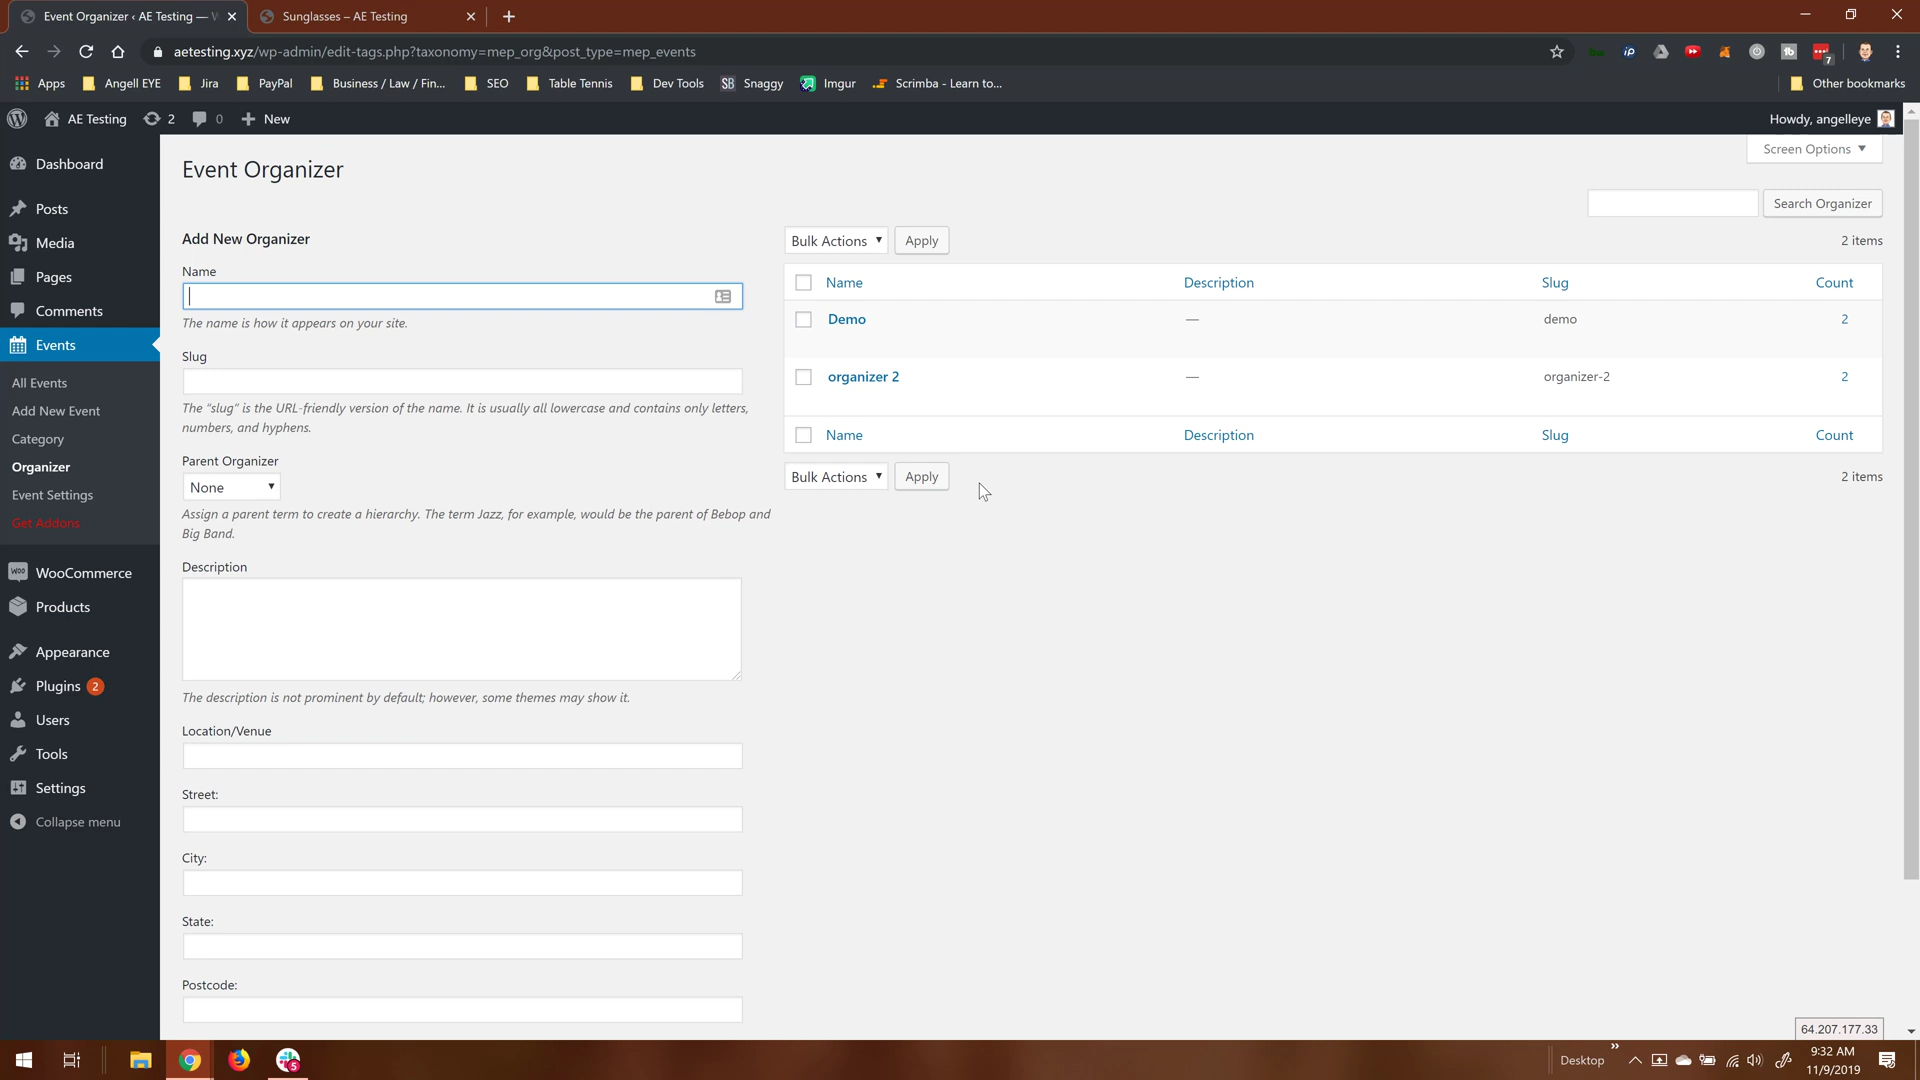 Event Organizer ‹ AE Testing — W
Sunglasses – AE Testing
aetesting.xyz/wp-admin/edit-tags.php?taxonomy=mep_org&post_type=mep_events
7
Apps
Angell EYE
Jira
PayPal
Business / Law / Fin...
SEO
Table Tennis
Dev Tools
SB Snaggy
Imgur
Scrimba - Learn to...
Other bookmarks
AE Testing
2
0
New
Howdy, angelleye
Dashboard
Posts
Media
Pages
Comments
Events
All Events
Add New Event
Category
Organizer
Event Settings
Get Addons
WooCommerce
Products
Appearance
Plugins 2
Users
Tools
Settings
Collapse menu
Screen Options
Event Organizer
Search Organizer
Add New Organizer
Name
The name is how it appears on your site.
Slug
The “slug” is the URL-friendly version of the name. It is usually all lowercase and contains only letters,
numbers, and hyphens.
Parent Organizer
None
Assign a parent term to create a hierarchy. The term Jazz, for example, would be the parent of Bebop and
Big Band.
Description
The description is not prominent by default; however, some themes may show it.
Location/Venue
Street:
City:
State:
Postcode:
Bulk Actions Apply 2 items
Name Description Slug Count
Demo — demo 2
organizer 2 — organizer-2 2
Name Description Slug Count
Bulk Actions Apply 2 items
64.207.177.33
5
Desktop
9:32 AM
11/9/2019